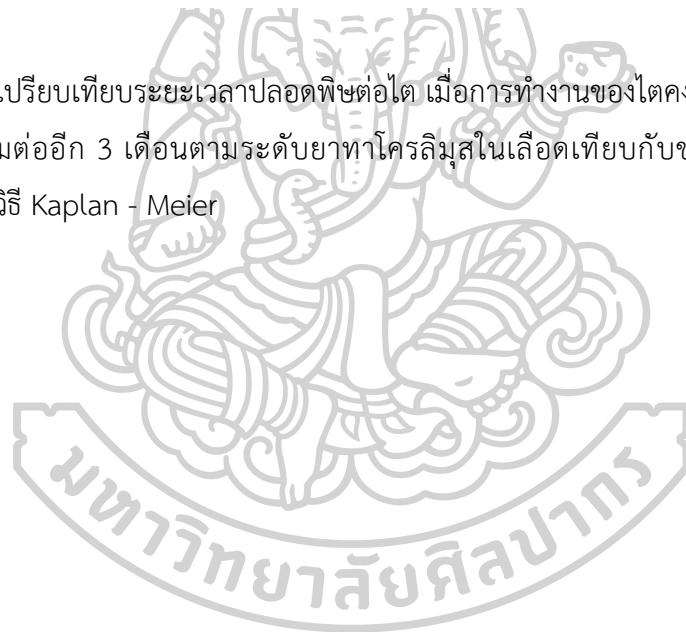 เปรียบเทียบระยะเวลาปลอดพิษต่อไต เมื่อการทำงานของไตคง
มต่ออีก 3 เดือนตามระดับยาทาโครลิมุสในเลือดเทียบกับข
วิธี Kaplan - Meier
มหาวิทยาลัยศิลปากร